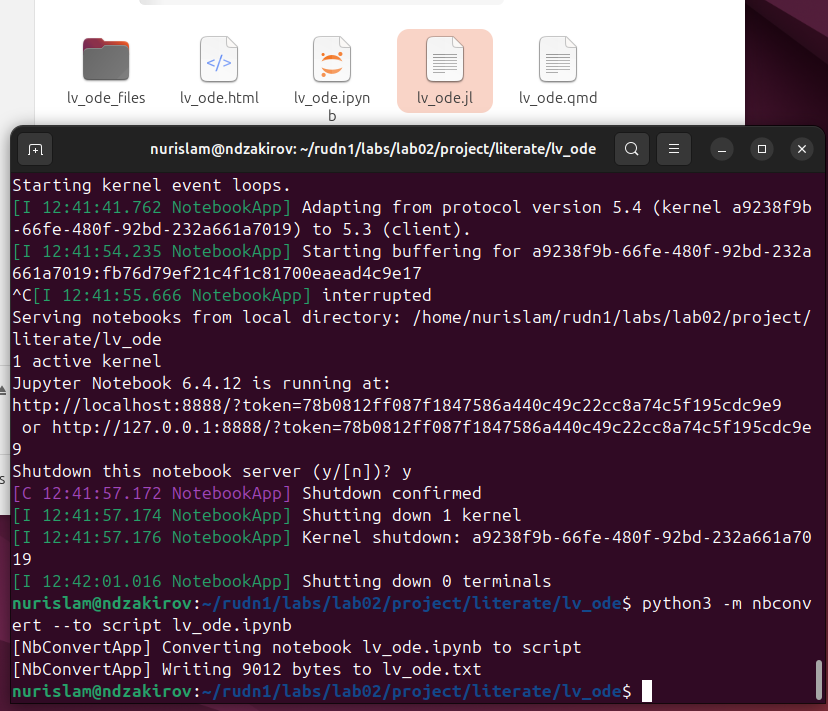 lv_ode_files
lv_ode.html
lv_ode.ipyn
b
lv_ode.jl
lv_ode.qmd
nurislam@ndzakirov: ~/rudn1/labs/lab02/project/literate/lv_ode
Starting kernel event loops.
[I 12:41:41.762 NotebookApp] Adapting from protocol version 5.4 (kernel a9238f9b
-66fe-480f-92bd-232a661a7019) to 5.3 (client).
[I 12:41:54.235 NotebookApp] Starting buffering for a9238f9b-66fe-480f-92bd-232a
661a7019:fb76d79ef21c4f1c81700eaead4c9e17
^C[I 12:41:55.666 NotebookApp] interrupted
Serving notebooks from local directory: /home/nurislam/rudn1/labs/lab02/project/
literate/lv_ode
1 active kernel
Jupyter Notebook 6.4.12 is running at:
http://localhost:8888/?token=78b0812ff087f1847586a440c49c22cc8a74c5f195cdc9e9
 or http://127.0.0.1:8888/?token=78b0812ff087f1847586a440c49c22cc8a74c5f195cdc9e
9
Shutdown this notebook server (y/[n])? y
[C 12:41:57.172 NotebookApp] Shutdown confirmed
[I 12:41:57.174 NotebookApp] Shutting down 1 kernel
[I 12:41:57.176 NotebookApp] Kernel shutdown: a9238f9b-66fe-480f-92bd-232a661a70
19
[I 12:42:01.016 NotebookApp] Shutting down 0 terminals
nurislam@ndzakirov:~/rudn1/labs/lab02/project/literate/lv_ode$ python3 -m nbconv
ert --to script lv_ode.ipynb
[NbConvertApp] Converting notebook lv_ode.ipynb to script
[NbConvertApp] Writing 9012 bytes to lv_ode.txt
nurislam@ndzakirov:~/rudn1/labs/lab02/project/literate/lv_ode$